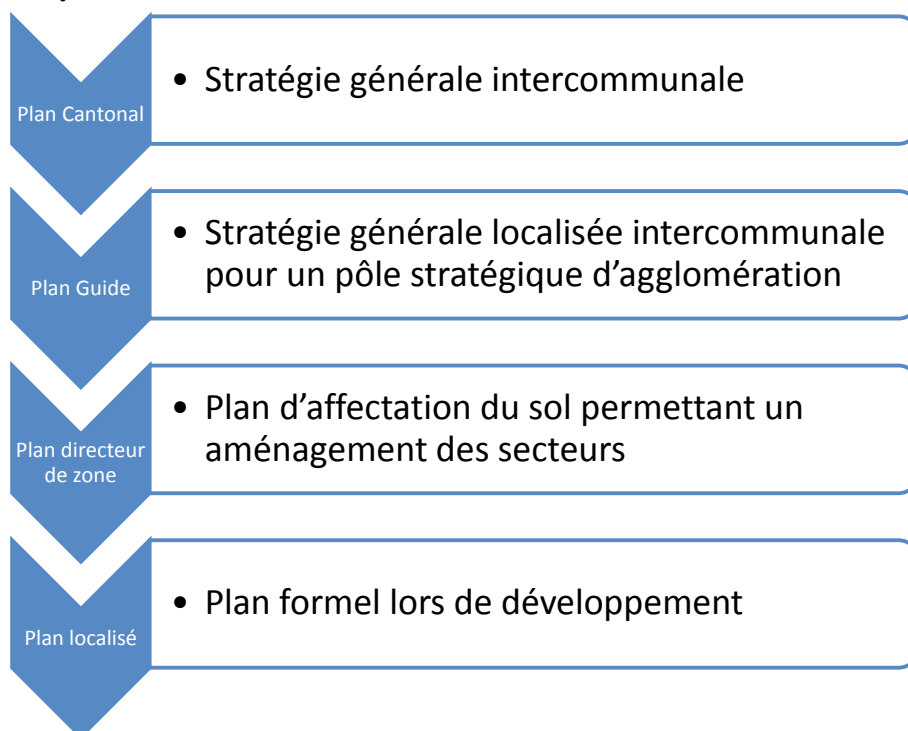 Plan Cantonal
• Stratégie générale intercommunale
Plan Guide
• Stratégie générale localisée intercommunale
pour un pôle stratégique d’agglomération
Plan directeur
de zone
• Plan d’affectation du sol permettant un
aménagement des secteurs
Plan localisé
• Plan formel lors de développement